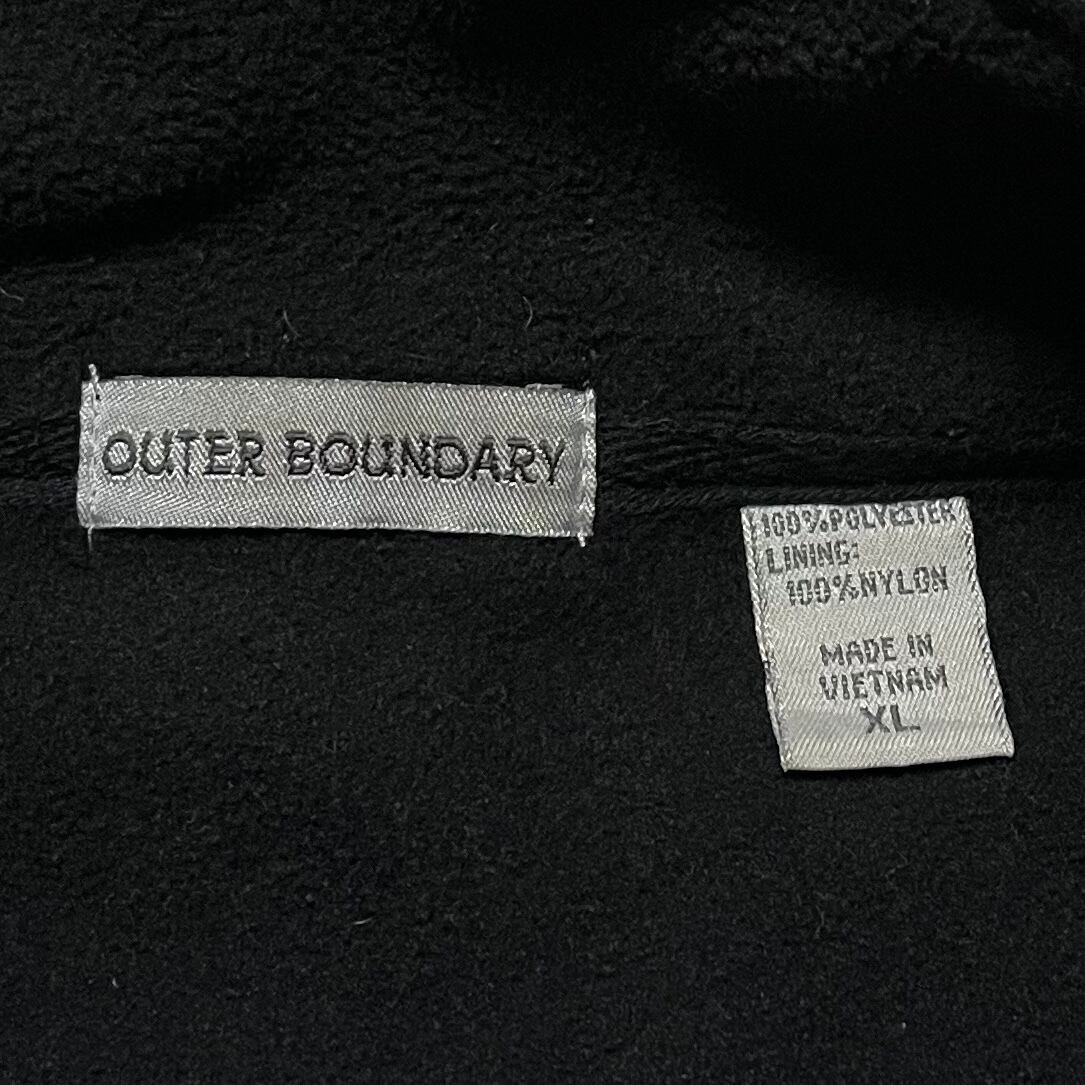 OUTER BOUNDARY
100%POLYESTER
LINING:
100%NYLON
MADE IN
VIETNAM
XL